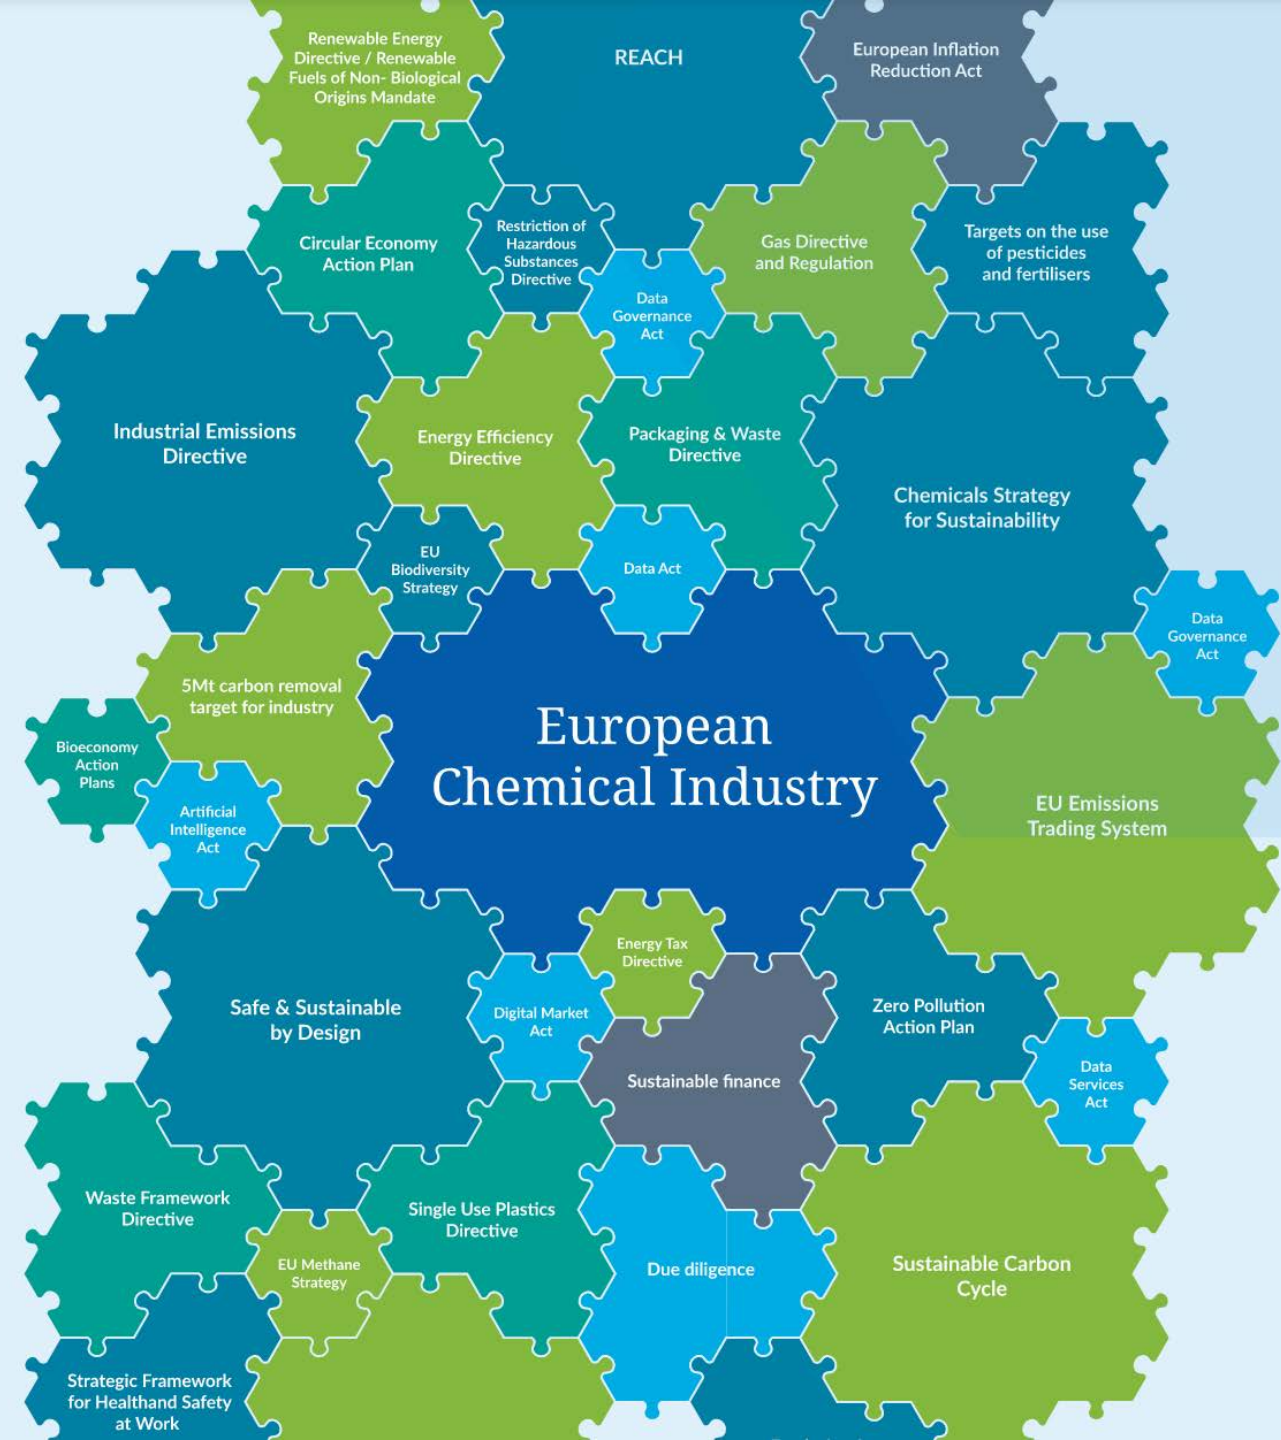 Renewable Energy
Directive / Renewable
Fuels of Non- Biological
Origins Mandate
REACH
European Inflation
Reduction Act
Circular Economy
Action Plan
Restriction of
Hazardous
Substances
Directive
Gas Directive
and Regulation
Targets on the use
of pesticides
and fertilisers
Data
Governance
Act
Industrial Emissions
Directive
Energy Efficiency
Directive
Packaging & Waste
Directive
Chemicals Strategy
for Sustainability
EU
Biodiversity
Strategy
Data Act
Data
Governance
Act
5Mt carbon removal
target for industry
European
Chemical Industry
Bioeconomy
Action
Plans
Artificial
Intelligence
Act
EU Emissions
Trading System
Energy Tax
Directive
Safe & Sustainable
by Design
Digital Market
Act
Zero Pollution
Action Plan
Sustainable finance
Data
Services
Act
Waste Framework
Directive
Single Use Plastics
Directive
EU Methane
Strategy
Due diligence
Sustainable Carbon
Cycle
Strategic Framework
for Healthand Safety
at Work